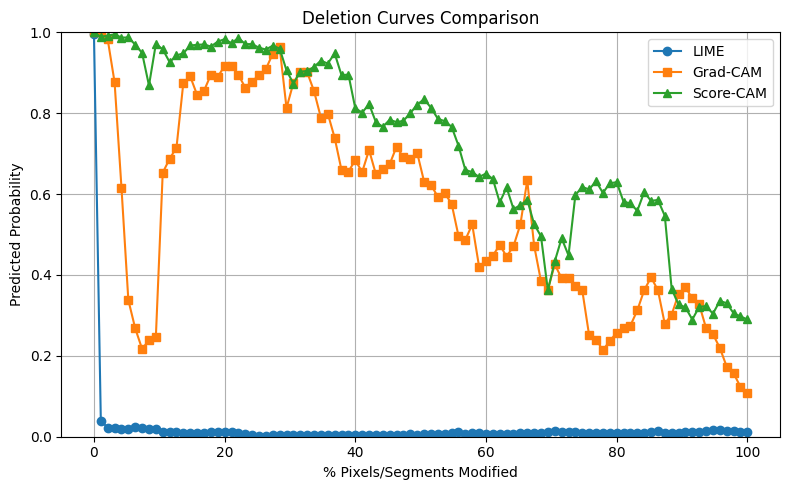 Deletion Curves Comparison
LIME
Grad-CAM
Score-CAM
Predicted Probability
1.0
0.8
0.6
0.4
0.2
0.0
0 20 40 60 80 100
% Pixels/Segments Modified